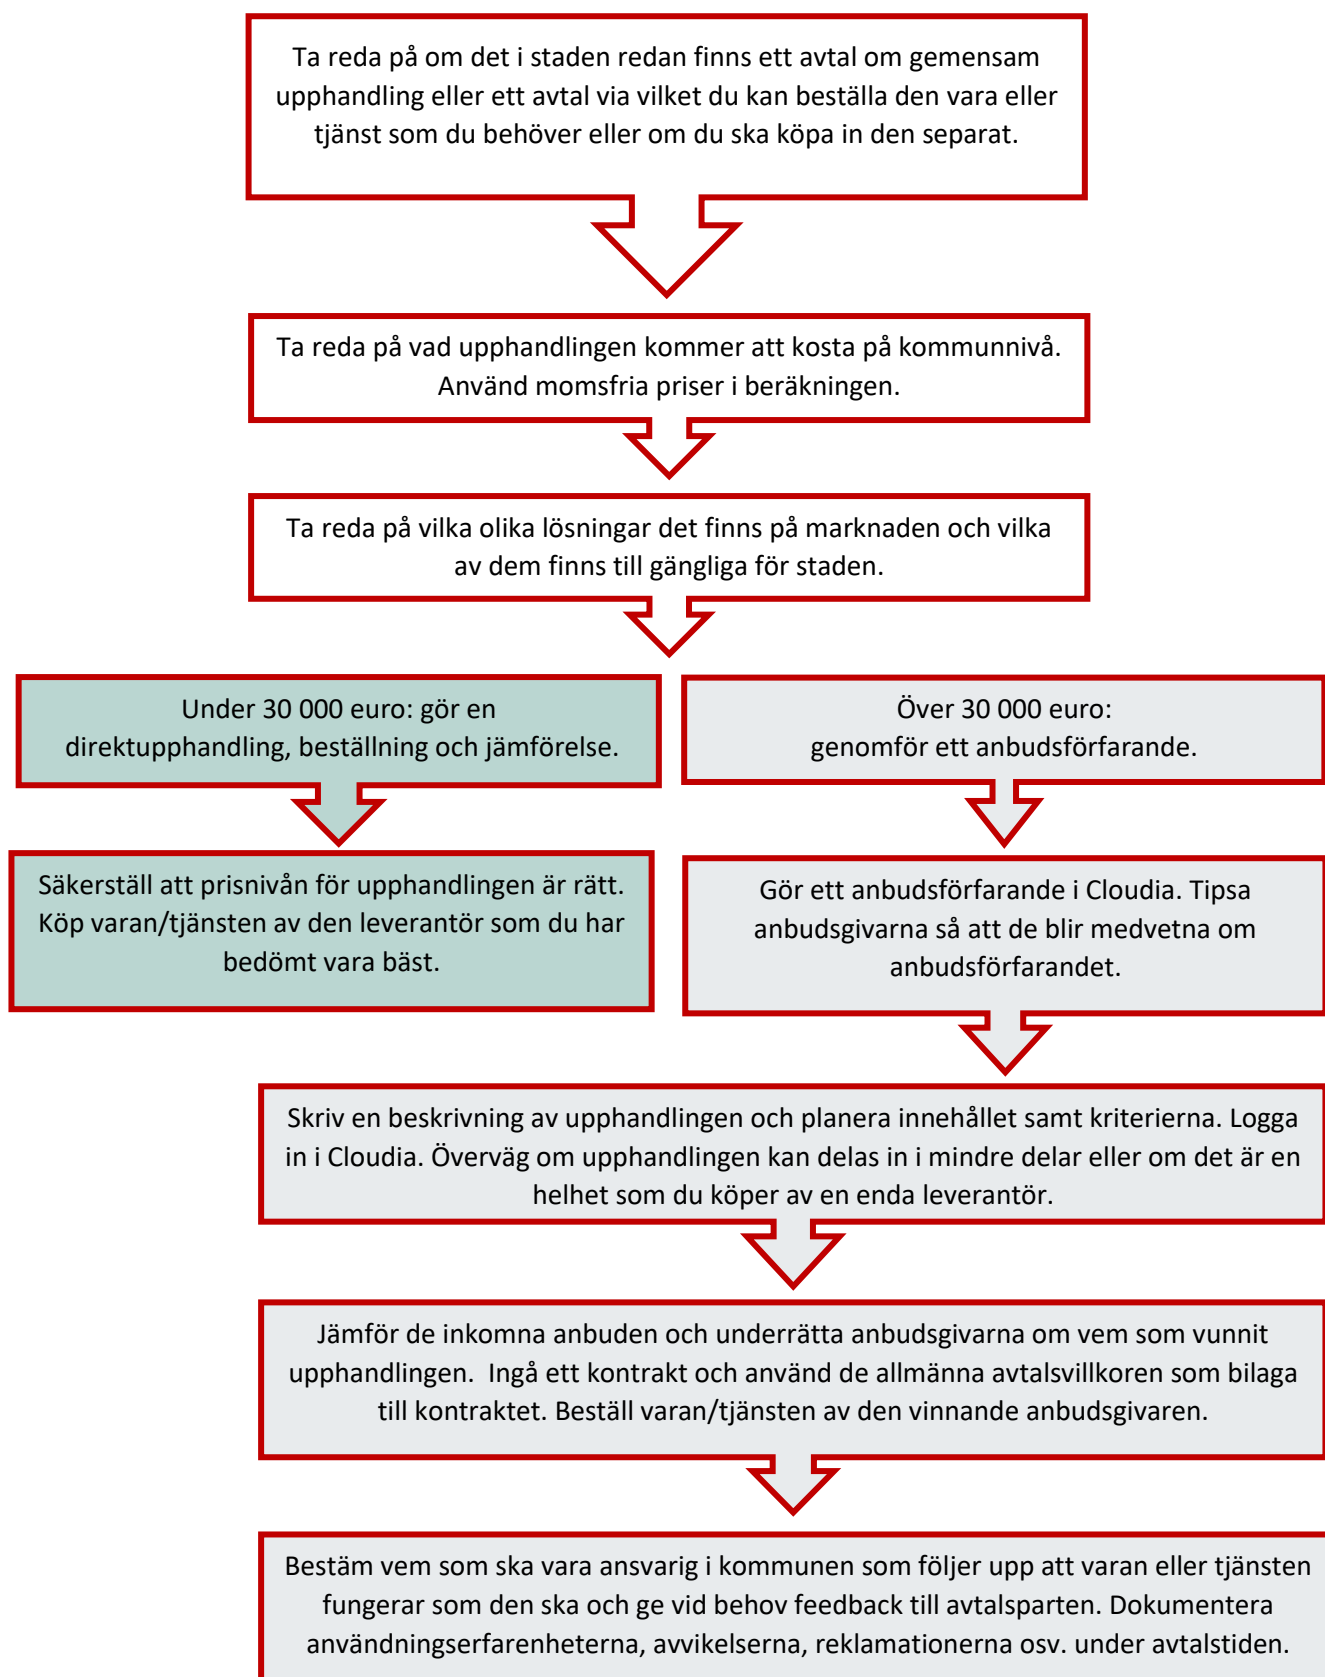 Ta reda på om det i staden redan finns ett avtal om gemensam
upphandling eller ett avtal via vilket du kan beställa den vara eller
tjänst som du behöver eller om du ska köpa in den separat.
Ta reda på vad upphandlingen kommer att kosta på kommunnivå.
Använd momsfria priser i beräkningen.
Ta reda på vilka olika lösningar det finns på marknaden och vilka
av dem finns till gängliga för staden.
Under 30 000 euro: gör en
direktupphandling, beställning och jämförelse.
Över 30 000 euro:
genomför ett anbudsförfarande.
Säkerställ att prisnivån för upphandlingen är rätt.
Köp varan/tjänsten av den leverantör som du har
bedömt vara bäst.
Gör ett anbudsförfarande i Cloudia. Tipsa
anbudsgivarna så att de blir medvetna om
anbudsförfarandet.
Skriv en beskrivning av upphandlingen och planera innehållet samt kriterierna. Logga
in i Cloudia. Överväg om upphandlingen kan delas in i mindre delar eller om det är en
helhet som du köper av en enda leverantör.
Jämför de inkomna anbuden och underrätta anbudsgivarna om vem som vunnit
upphandlingen.  Ingå ett kontrakt och använd de allmänna avtalsvillkoren som bilaga
till kontraktet. Beställ varan/tjänsten av den vinnande anbudsgivaren.
Bestäm vem som ska vara ansvarig i kommunen som följer upp att varan eller tjänsten
fungerar som den ska och ge vid behov feedback till avtalsparten. Dokumentera
användningserfarenheterna, avvikelserna, reklamationerna osv. under avtalstiden.